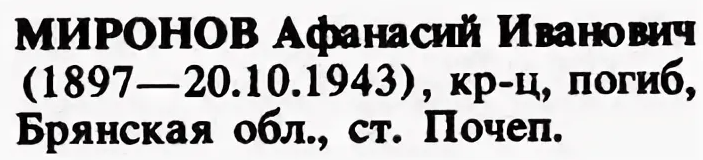 МИРОНОВ Афанасий Иванович
(1897—20.10.1943), кр-ц, погиб,
Брянская обл., ст. Почеп.